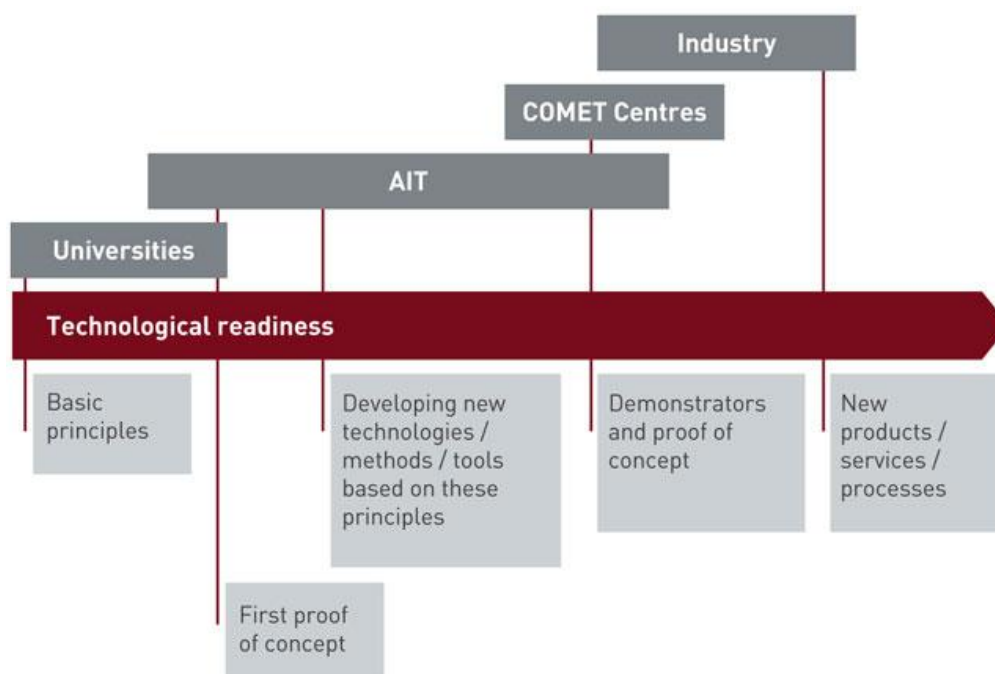 Industry
COMET Centres
AIT
Universities
Technological readiness
Basic
principles
Developing new
technologies /
methods / tools
based on these
principles
Demonstrators
and proof of
concept
New
products /
services /
processes
First proof
of concept